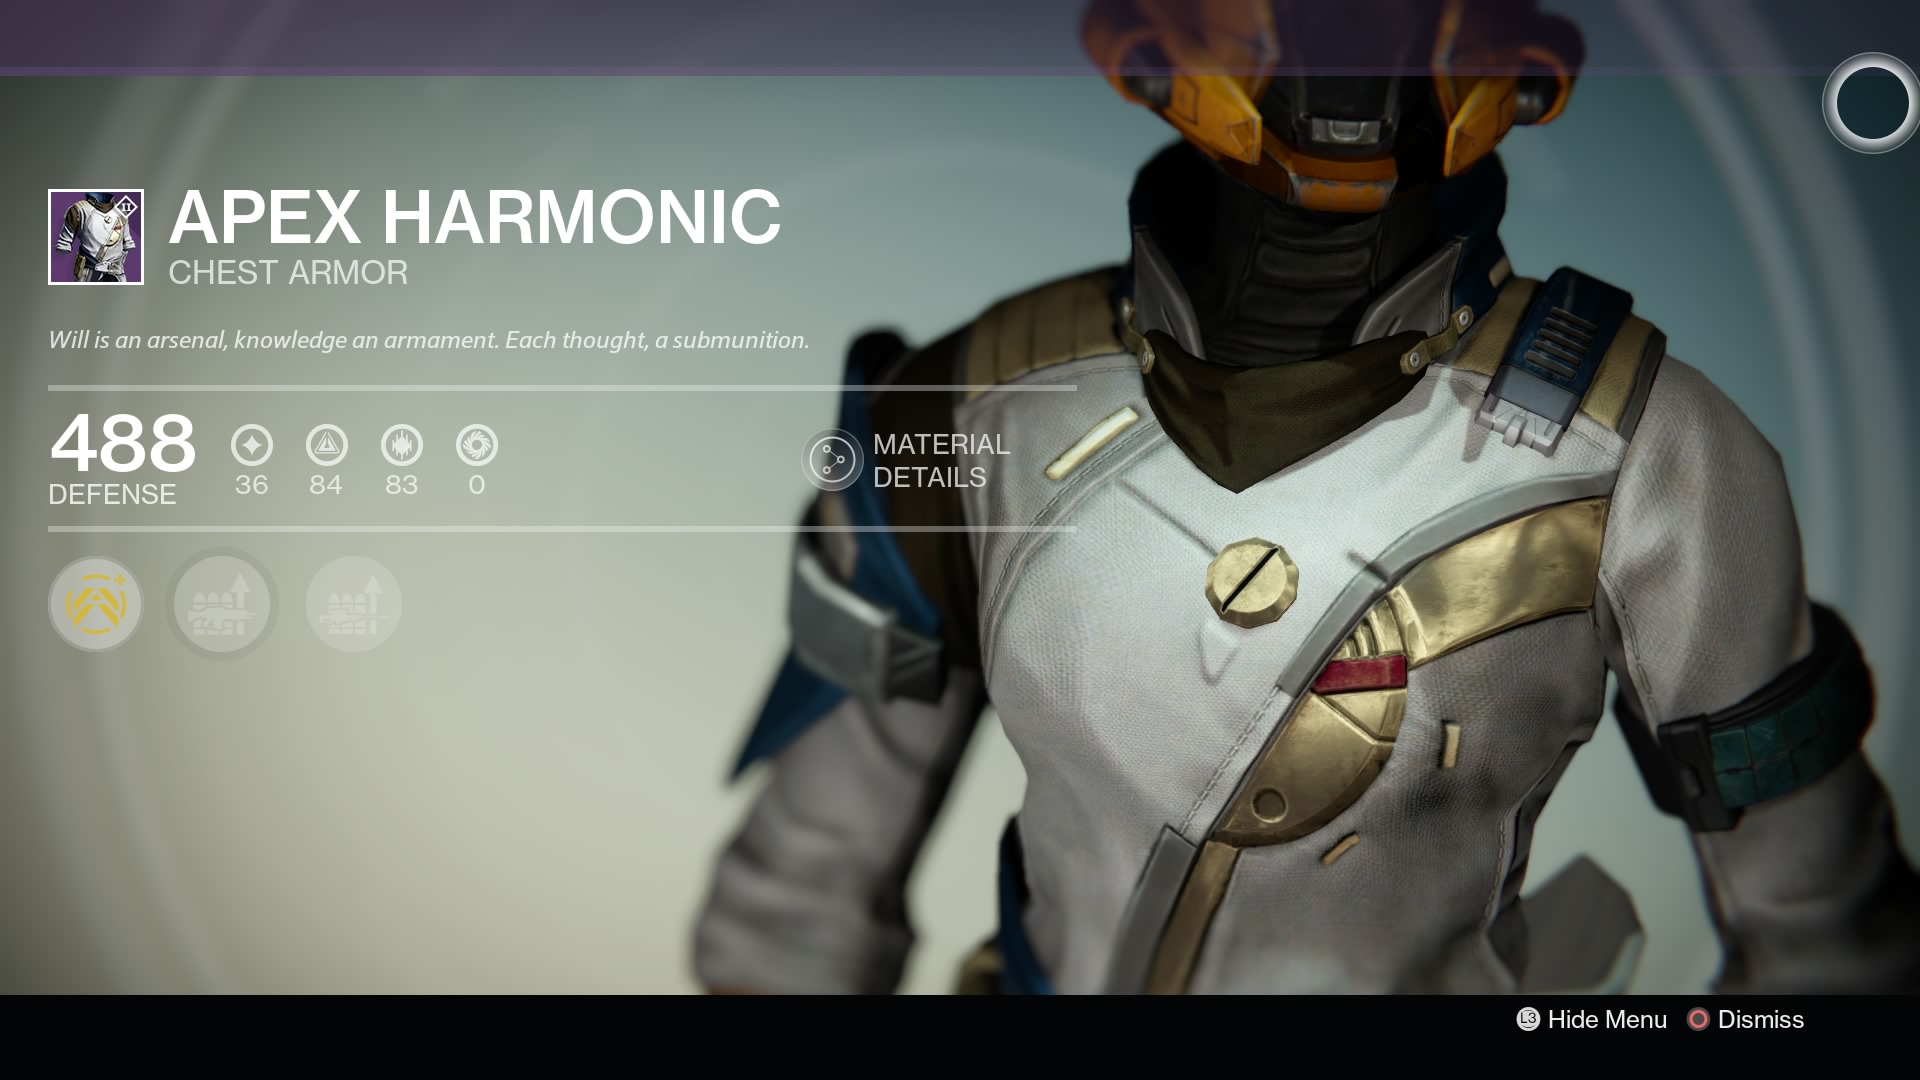 APEX HARMONIC
CHEST ARMOR
Will is an arsenal, knowledge an armament. Each thought, a submunition.
488
DEFENSE
36 84 83 0
MATERIAL
DETAILS
L3 Hide Menu Dismiss